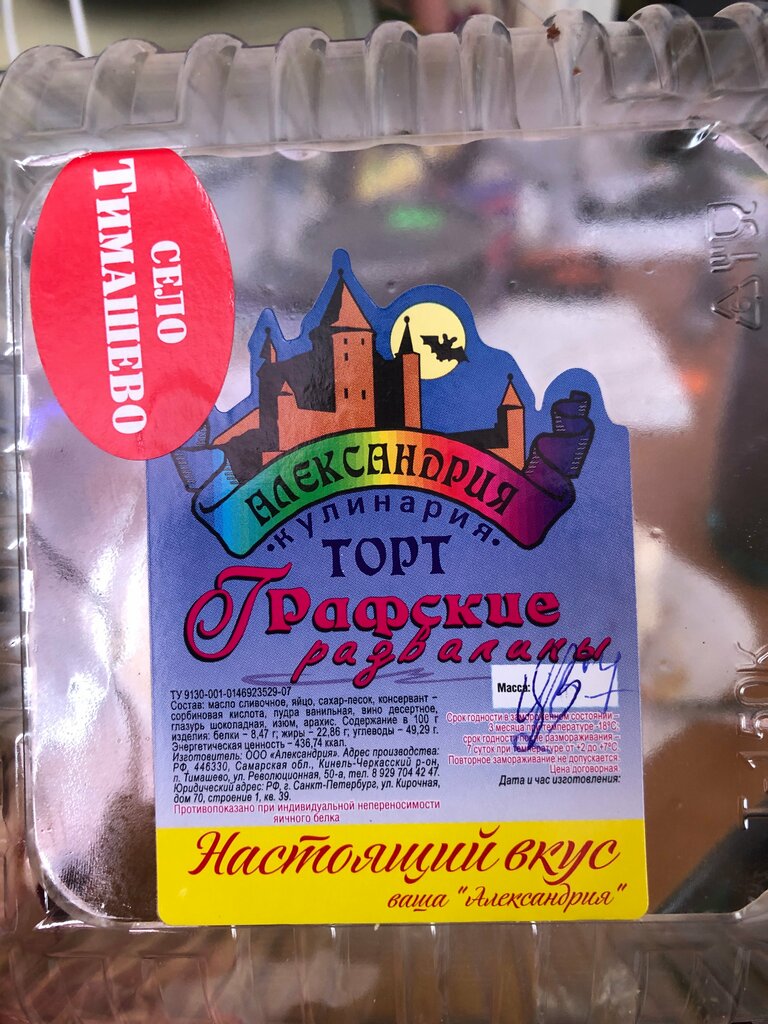 СЕЛО
ТИМАШЕВО
АЛЕКСАНДРИЯ
•кулинария•
ТОРТ
Графские
развалины
Масса:
ТУ 9130-001-0146923529-07
Состав: масло сливочное, яйцо, сахар-песок, консервант –
сорбиновая кислота, пудра ванильная, вино десертное,
глазурь шоколадная, изюм, арахис. Содержание в 100 г
изделия: белки – 8,47 г; жиры – 22,86 г; углеводы – 49,29 г.
Энергетическая ценность – 436,74 ккал.
Изготовитель: ООО «Александрия». Адрес производства:
РФ, 446330, Самарская обл., Кинель-Черкасский р-он,
п. Тимашево, ул. Революционная, 50-а, тел. 8 929 704 42 47.
Юридический адрес: РФ, г. Санкт-Петербург, ул. Кирочная,
дом 70, строение 1, кв. 39.
Противопоказано при индивидуальной непереносимости
яичного белка
Срок годности в замороженном состоянии –
3 месяца при температуре -18°С,
срок годности после размораживания –
7 суток при температуре от +2 до +7°С.
Повторное замораживание не допускается.
Цена договорная
Дата и час изготовления:
Настоящий вкус
ваша "Александрия"
Т-150К